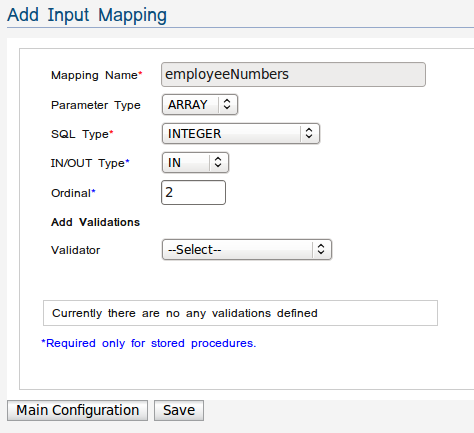 Add Input Mapping
Mapping Name* employeeNumbers
Parameter Type ARRAY
SQL Type* INTEGER
IN/OUT Type* IN
Ordinal* 2
Add Validations
Validator --Select--
Currently there are no any validations defined
*Required only for stored procedures.
Main Configuration Save